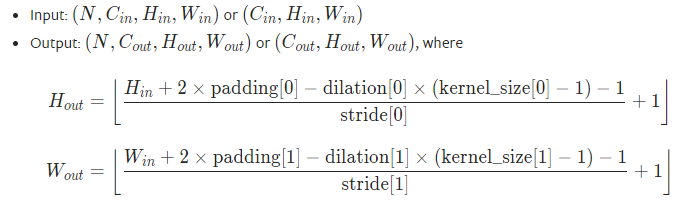 • Input: (N, C_in, H_in, W_in) or (C_in, H_in, W_in)
• Output: (N, C_out, H_out, W_out) or (C_out, H_out, W_out), where
H_out = ⌊(H_in + 2 × padding[0] − dilation[0] × (kernel_size[0] − 1) − 1) / stride[0] + 1⌋
W_out = ⌊(W_in + 2 × padding[1] − dilation[1] × (kernel_size[1] − 1) − 1) / stride[1] + 1⌋